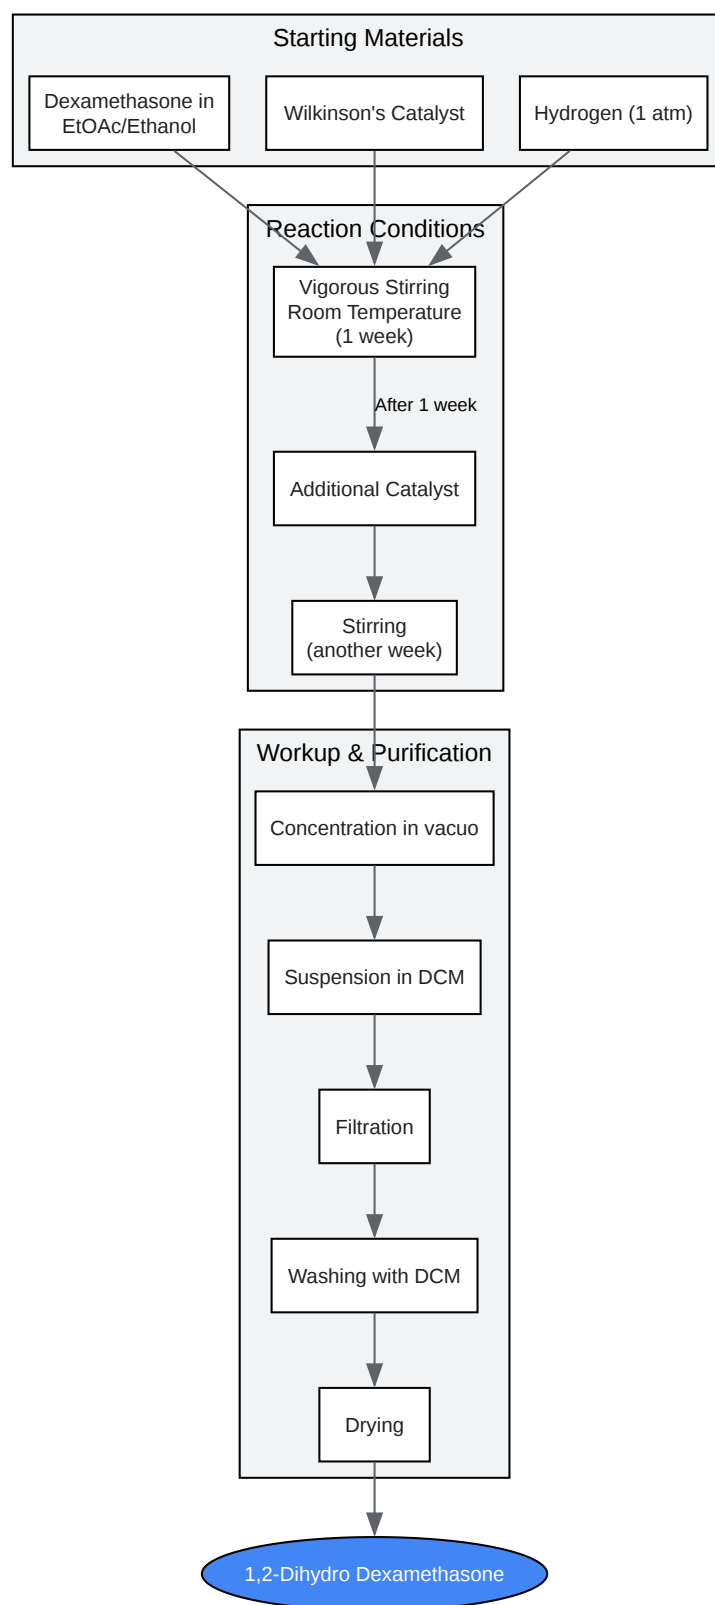 Starting Materials
Dexamethasone in
EtOAc/Ethanol
Wilkinson's Catalyst
Hydrogen (1 atm)
Reaction Conditions
Vigorous Stirring
Room Temperature
(1 week)
After 1 week
Additional Catalyst
Stirring
(another week)
Workup & Purification
Concentration in vacuo
Suspension in DCM
Filtration
Washing with DCM
Drying
1,2-Dihydro Dexamethasone